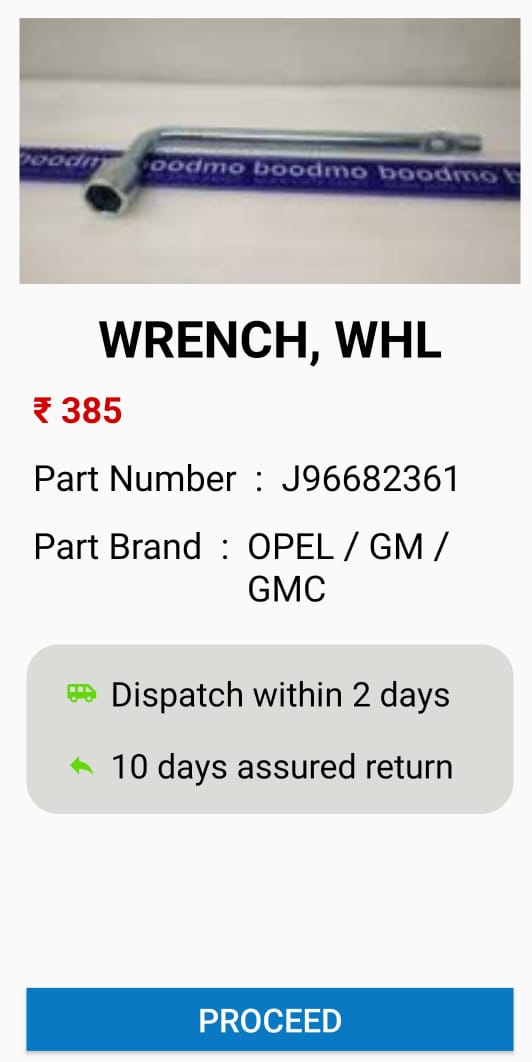 boodmo boodmo boodmo
WRENCH, WHL
₹ 385
Part Number : J96682361
Part Brand : OPEL / GM /
GMC
Dispatch within 2 days
10 days assured return
PROCEED